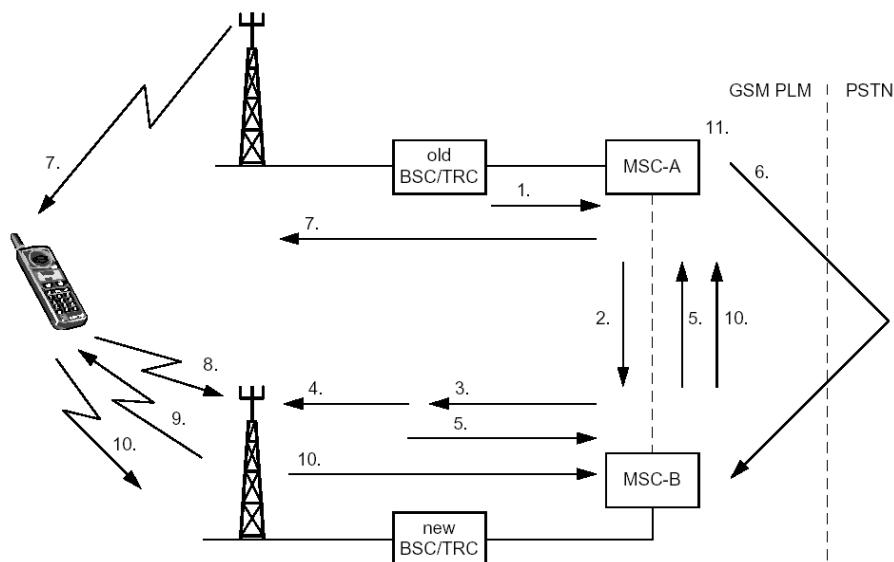 GSM PLM
PSTN
11.
7.
old
BSC/TRC
MSC-A
6.
1.
7.
2.
5.
10.
8.
4.
3.
9.
5.
10.
10.
MSC-B
new
BSC/TRC